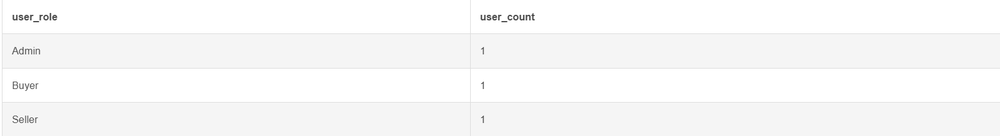 user_role user_count
Admin 1
Buyer 1
Seller 1